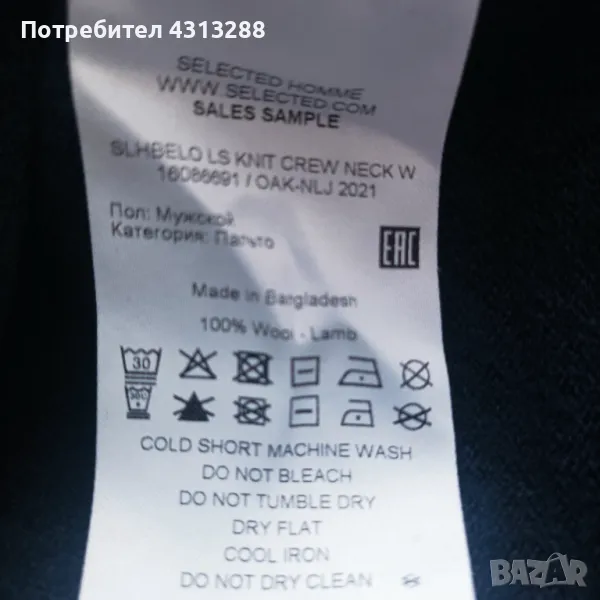 Потребител 4313288
SELECTED HOMME
WWW.SELECTED.COM
SALES SAMPLE
SLHBELO LS KNIT CREW NECK W
16086691 / OAK-NLJ 2021
Пол: Мужской
Категория: Пальто
EAC
Made in Bangladesh
100% Wool - Lamb
30
COLD SHORT MACHINE WASH
DO NOT BLEACH
DO NOT TUMBLE DRY
DRY FLAT
COOL IRON
DO NOT DRY CLEAN
BAZAR